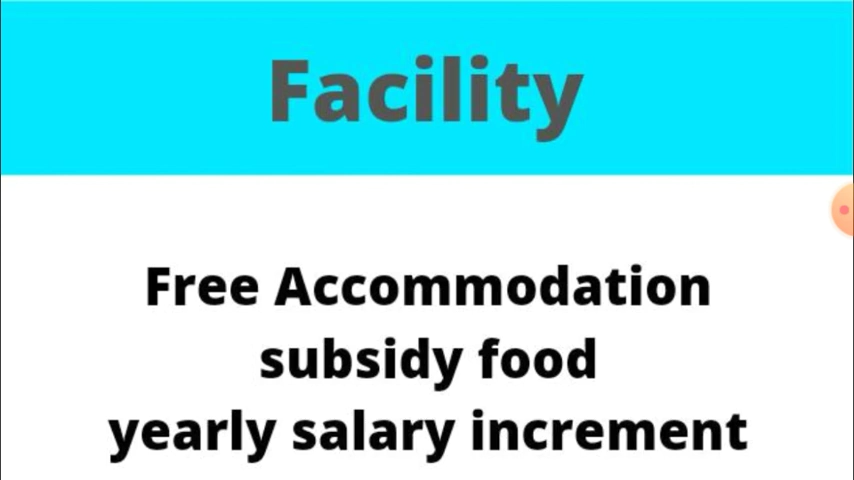 Facility
Free Accommodation
subsidy food
yearly salary increment